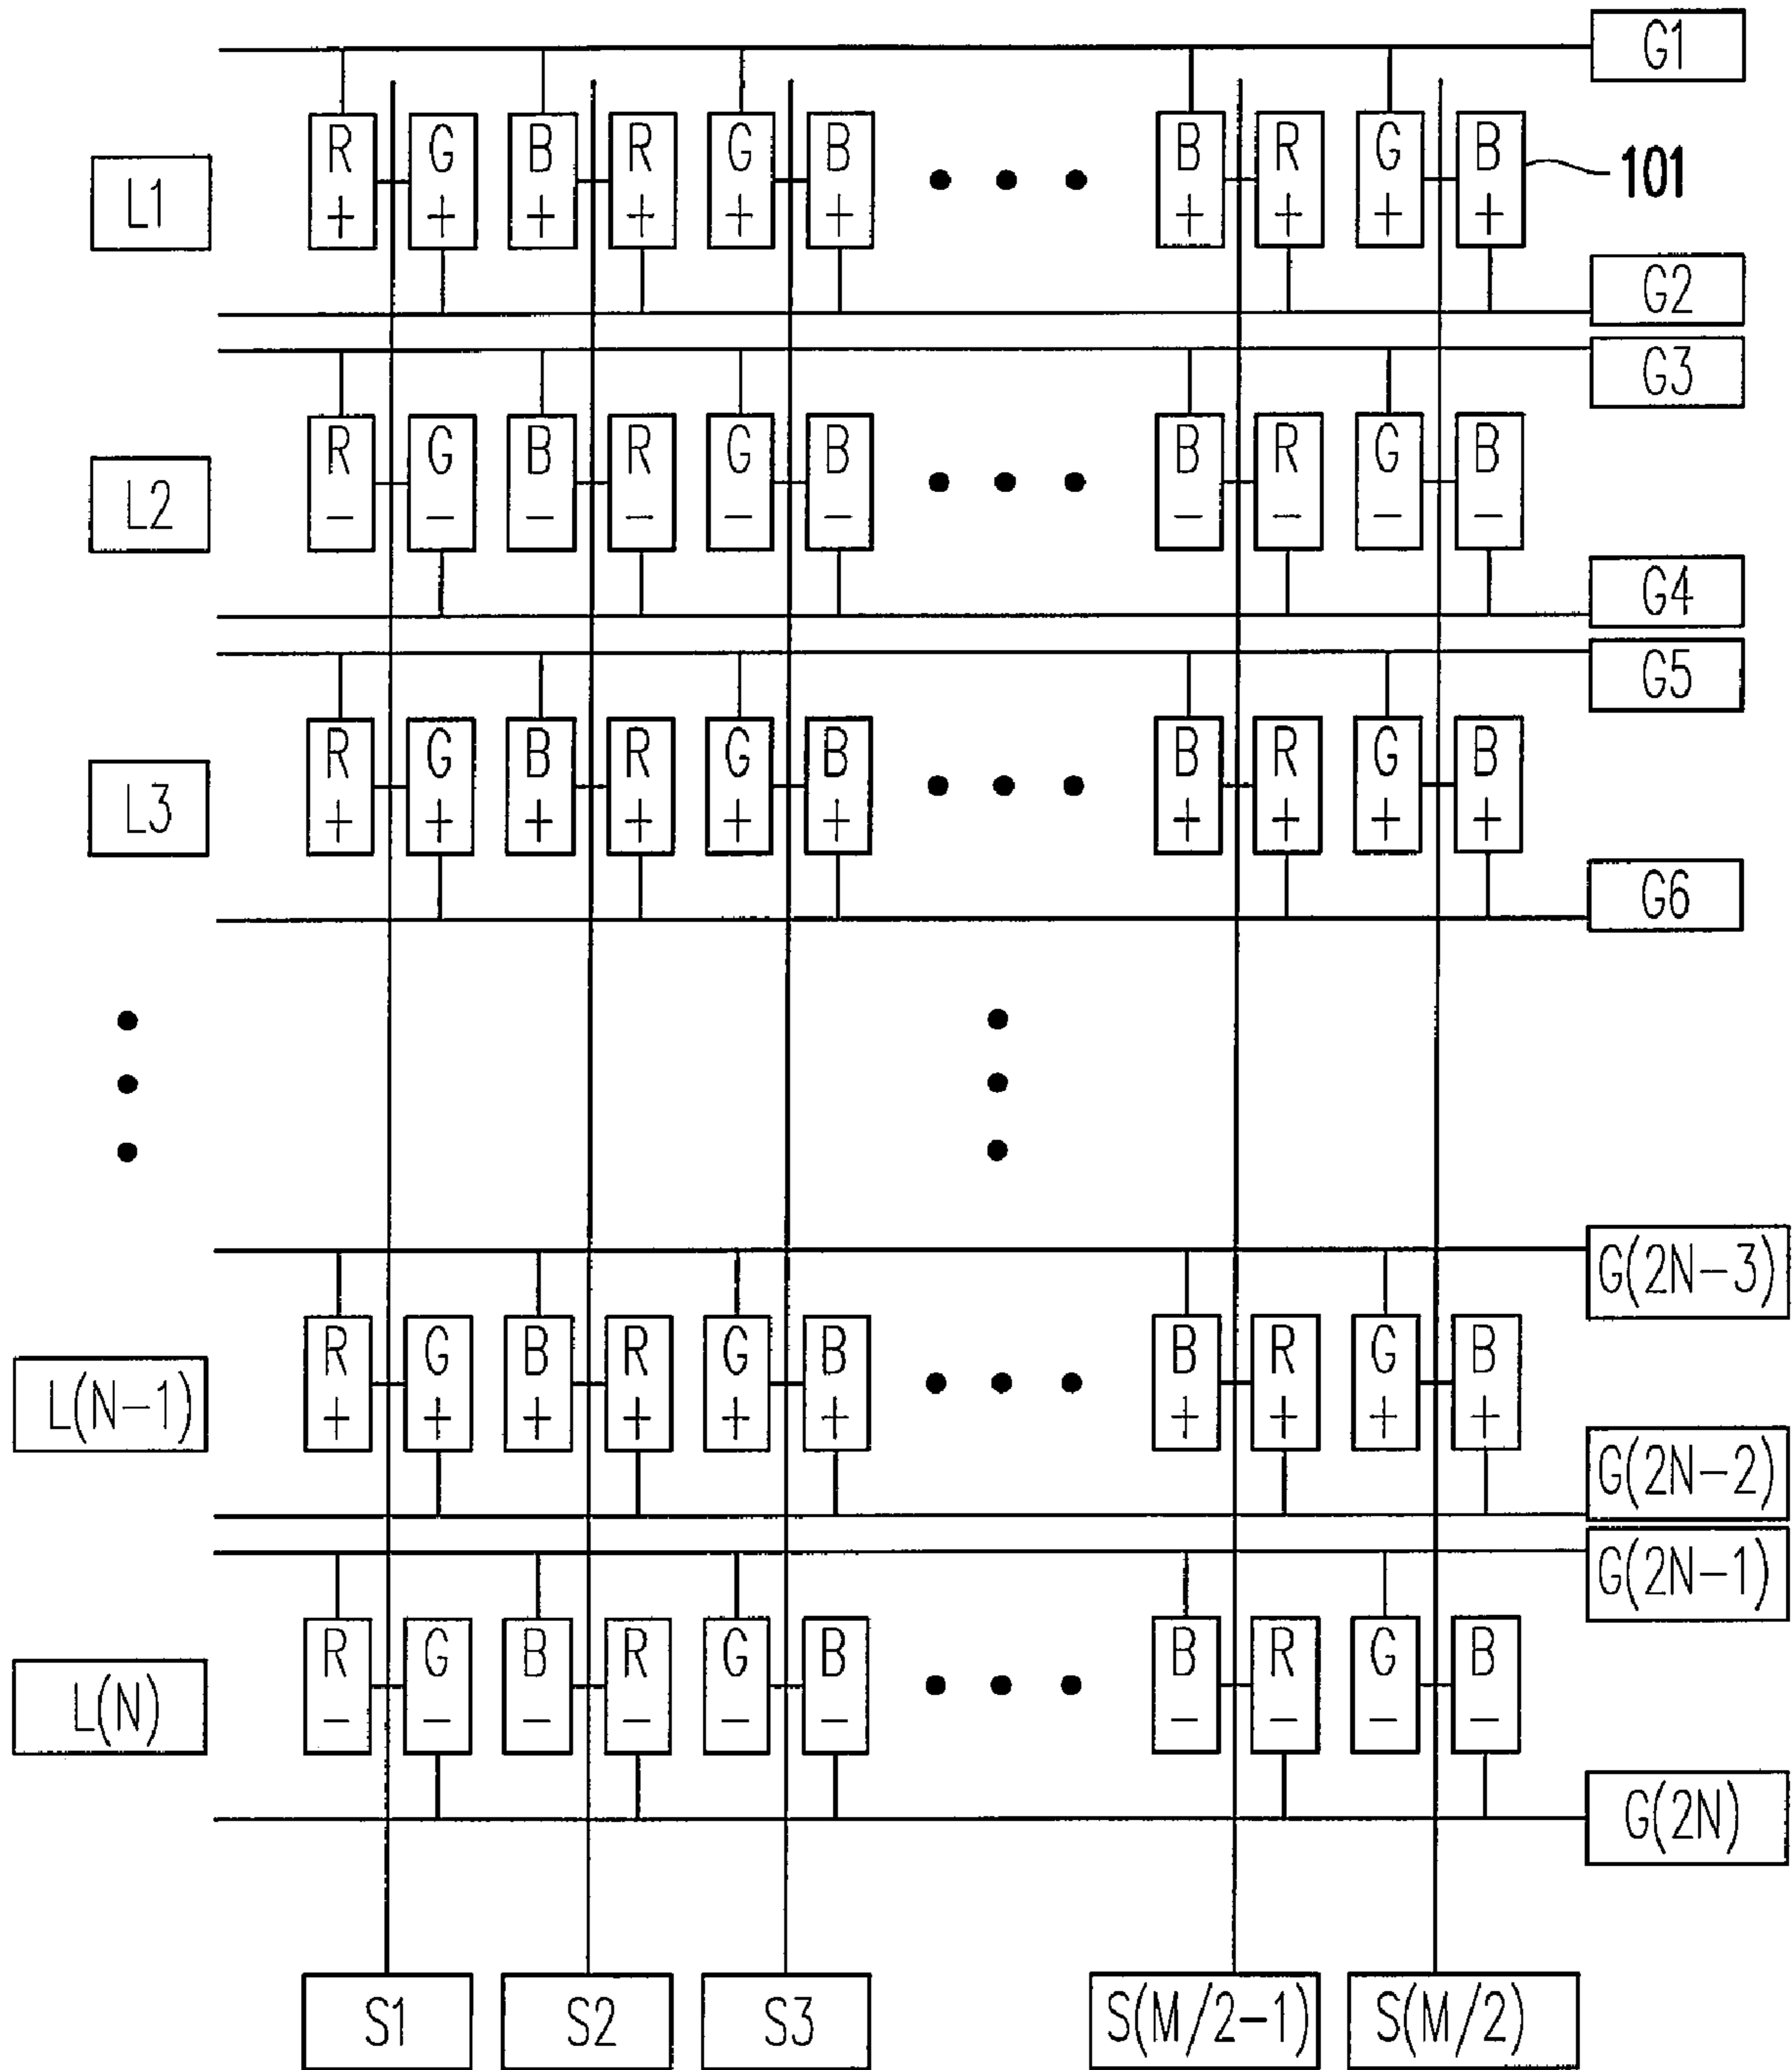 G1
R G B R G B B R G B
101
L1
+ + + + + + + + + +
G2
G3
R G B R G B B R G B
L2
- - - - - - - - - -
G4
G5
R G B R G B B R G B
L3
+ + + + + + + + + +
G6
G(2N-3)
R G B R G B B R G B
L(N-1)
+ + + + + + + + + +
G(2N-2)
G(2N-1)
R G B R G B B R G B
L(N)
- - - - - - - - - -
G(2N)
S1 S2 S3 S(M/2-1) S(M/2)